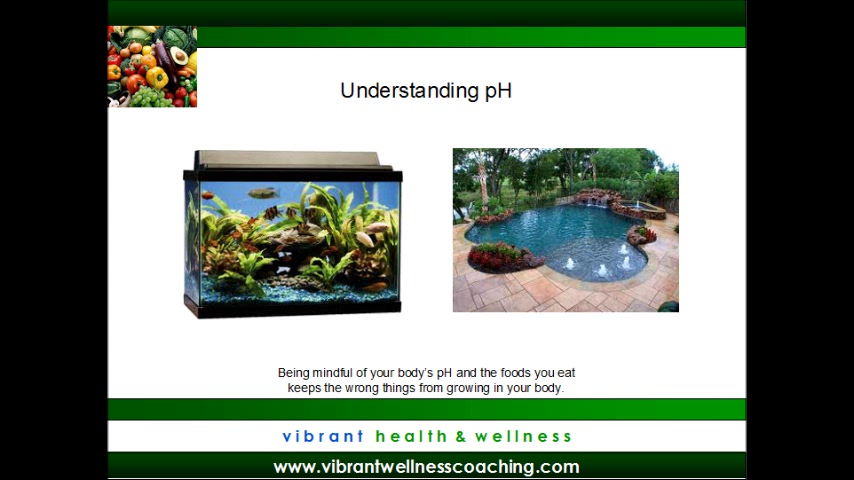 Understanding pH
Being mindful of your body's pH and the foods you eat
keeps the wrong things from growing in your body.
vibrant health & wellness
www.vibrantwellnesscoaching.com